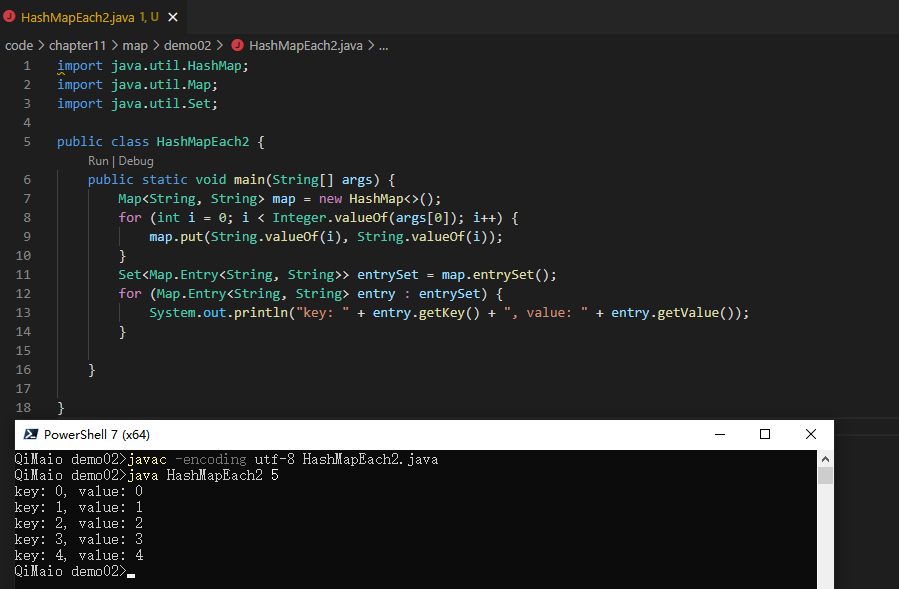 HashMapEach2.java 1, U
code > chapter11 > map > demo02 > HashMapEach2.java > ...
1 import java.util.HashMap;
2 import java.util.Map;
3 import java.util.Set;
4
5 public class HashMapEach2 {
Run | Debug
6 public static void main(String[] args) {
7 Map<String, String> map = new HashMap<>();
8 for (int i = 0; i < Integer.valueOf(args[0]); i++) {
9 map.put(String.valueOf(i), String.valueOf(i));
10 }
11 Set<Map.Entry<String, String>> entrySet = map.entrySet();
12 for (Map.Entry<String, String> entry : entrySet) {
13 System.out.println("key: " + entry.getKey() + ", value: " + entry.getValue());
14 }
15
16 }
17
18 }
PowerShell 7 (x64)
QiMaio demo02>javac -encoding utf-8 HashMapEach2.java
QiMaio demo02>java HashMapEach2 5
key: 0, value: 0
key: 1, value: 1
key: 2, value: 2
key: 3, value: 3
key: 4, value: 4
QiMaio demo02>